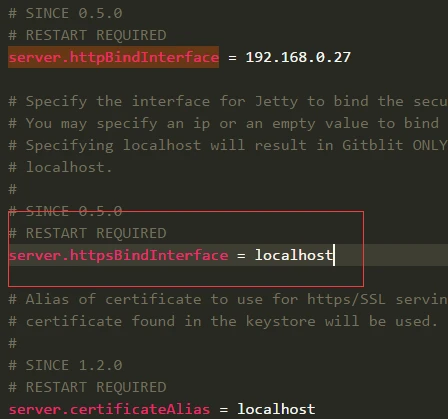 # SINCE 0.5.0
# RESTART REQUIRED
server.httpBindInterface = 192.168.0.27
# Specify the interface for Jetty to bind the secu
# You may specify an ip or an empty value to bind
# Specifying localhost will result in Gitblit ONLY
# localhost.
#
# SINCE 0.5.0
# RESTART REQUIRED
server.httpsBindInterface = localhost
# Alias of certificate to use for https/SSL servin
# certificate found in the keystore will be used.
#
# SINCE 1.2.0
# RESTART REQUIRED
server.certificateAlias = localhost